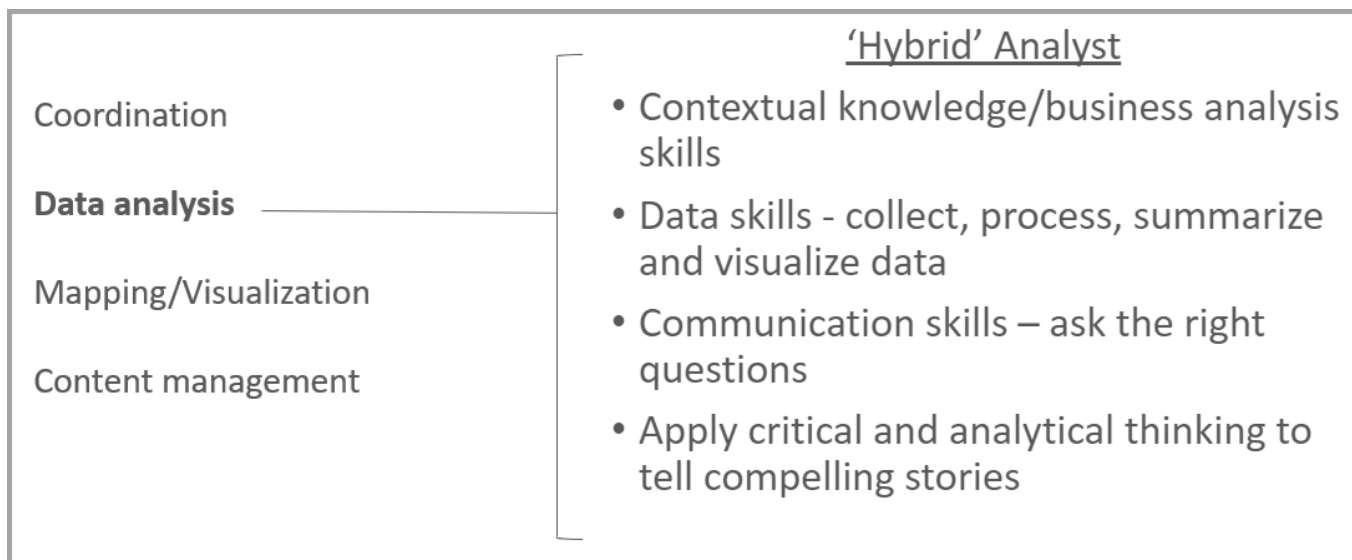 Coordination
Data analysis
Mapping/Visualization
Content management
‘Hybrid’ Analyst
• Contextual knowledge/business analysis
skills
• Data skills - collect, process, summarize
and visualize data
• Communication skills – ask the right
questions
• Apply critical and analytical thinking to
tell compelling stories